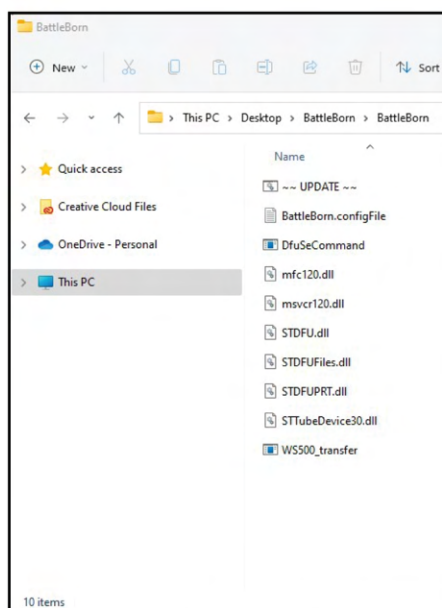 BattleBorn
New
Sort
This PC > Desktop > BattleBorn > BattleBorn
Quick access
Creative Cloud Files
OneDrive - Personal
This PC
Name
~~ UPDATE ~~
BattleBorn.configFile
DfuSeCommand
mfc120.dll
msvcr120.dll
STDFU.dll
STDFUFiles.dll
STDFUPRT.dll
STTubeDevice30.dll
WS500_transfer
10 items